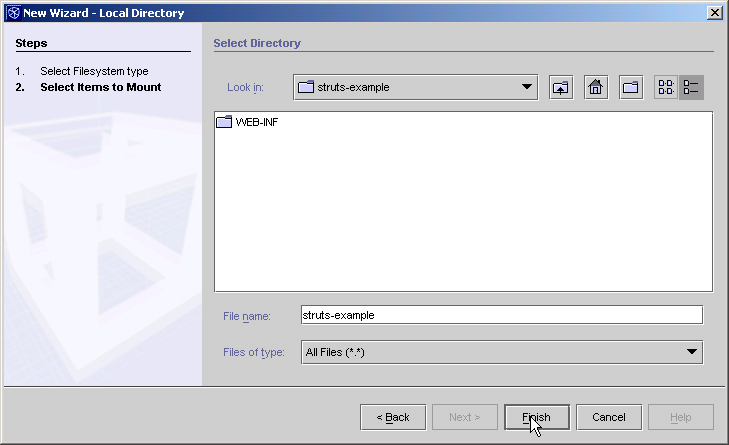 New Wizard - Local Directory
Steps
1. Select Filesystem type
2. Select Items to Mount
Select Directory
Look in: struts-example
WEB-INF
File name: struts-example
Files of type: All Files (*.*)
< Back Next > Finish Cancel Help